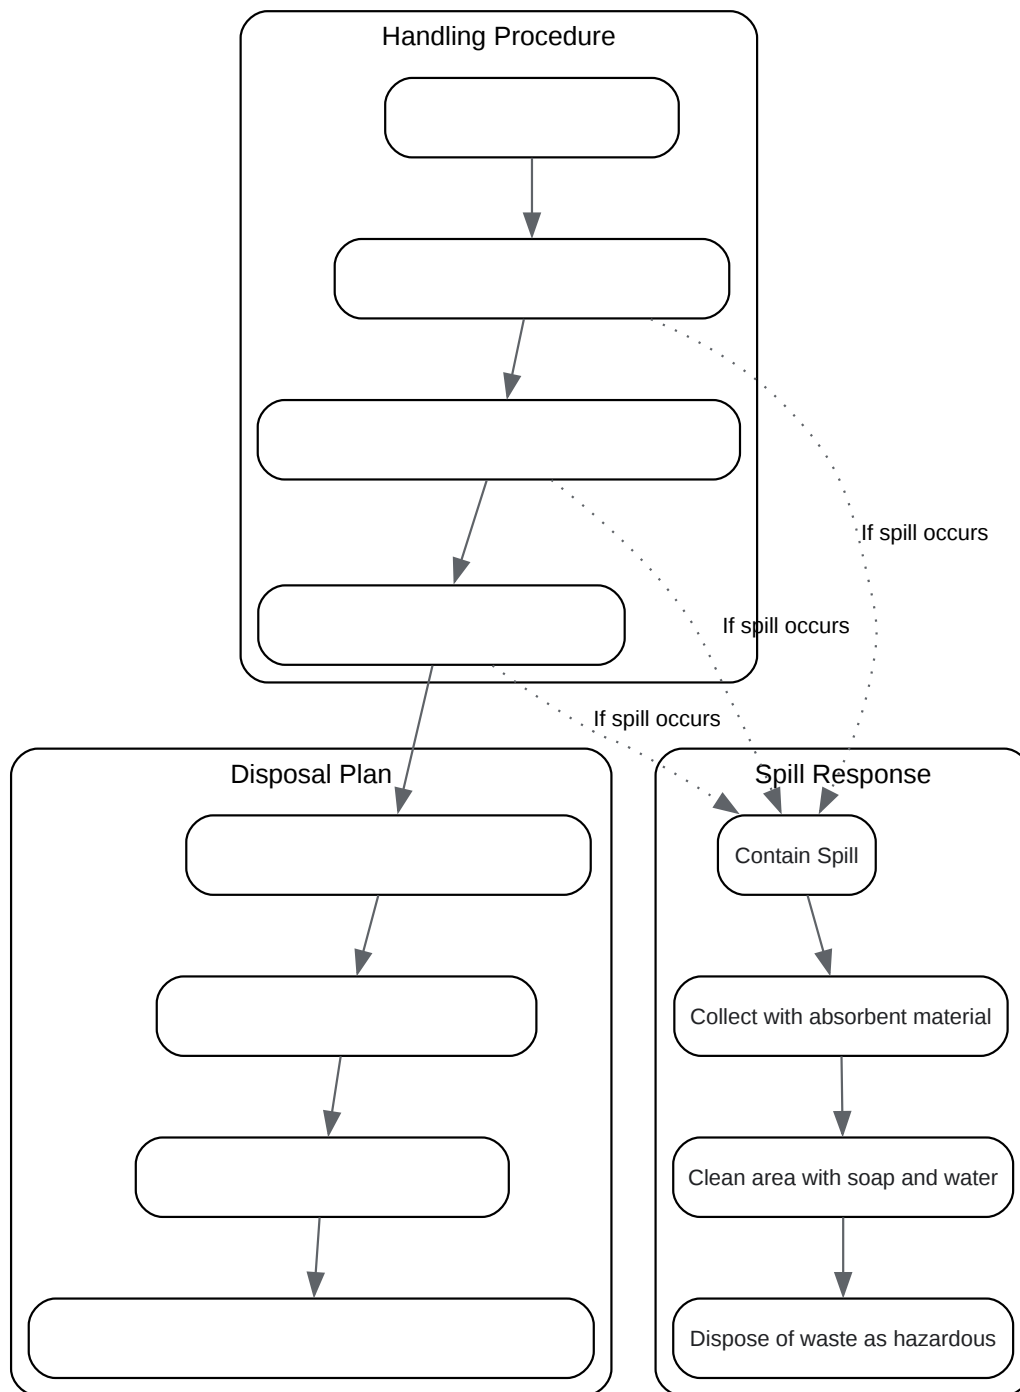 Handling Procedure
If spill occurs
If spill occurs
If spill occurs
Disposal Plan
Spill Response
Contain Spill
Collect with absorbent material
Clean area with soap and water
Dispose of waste as hazardous